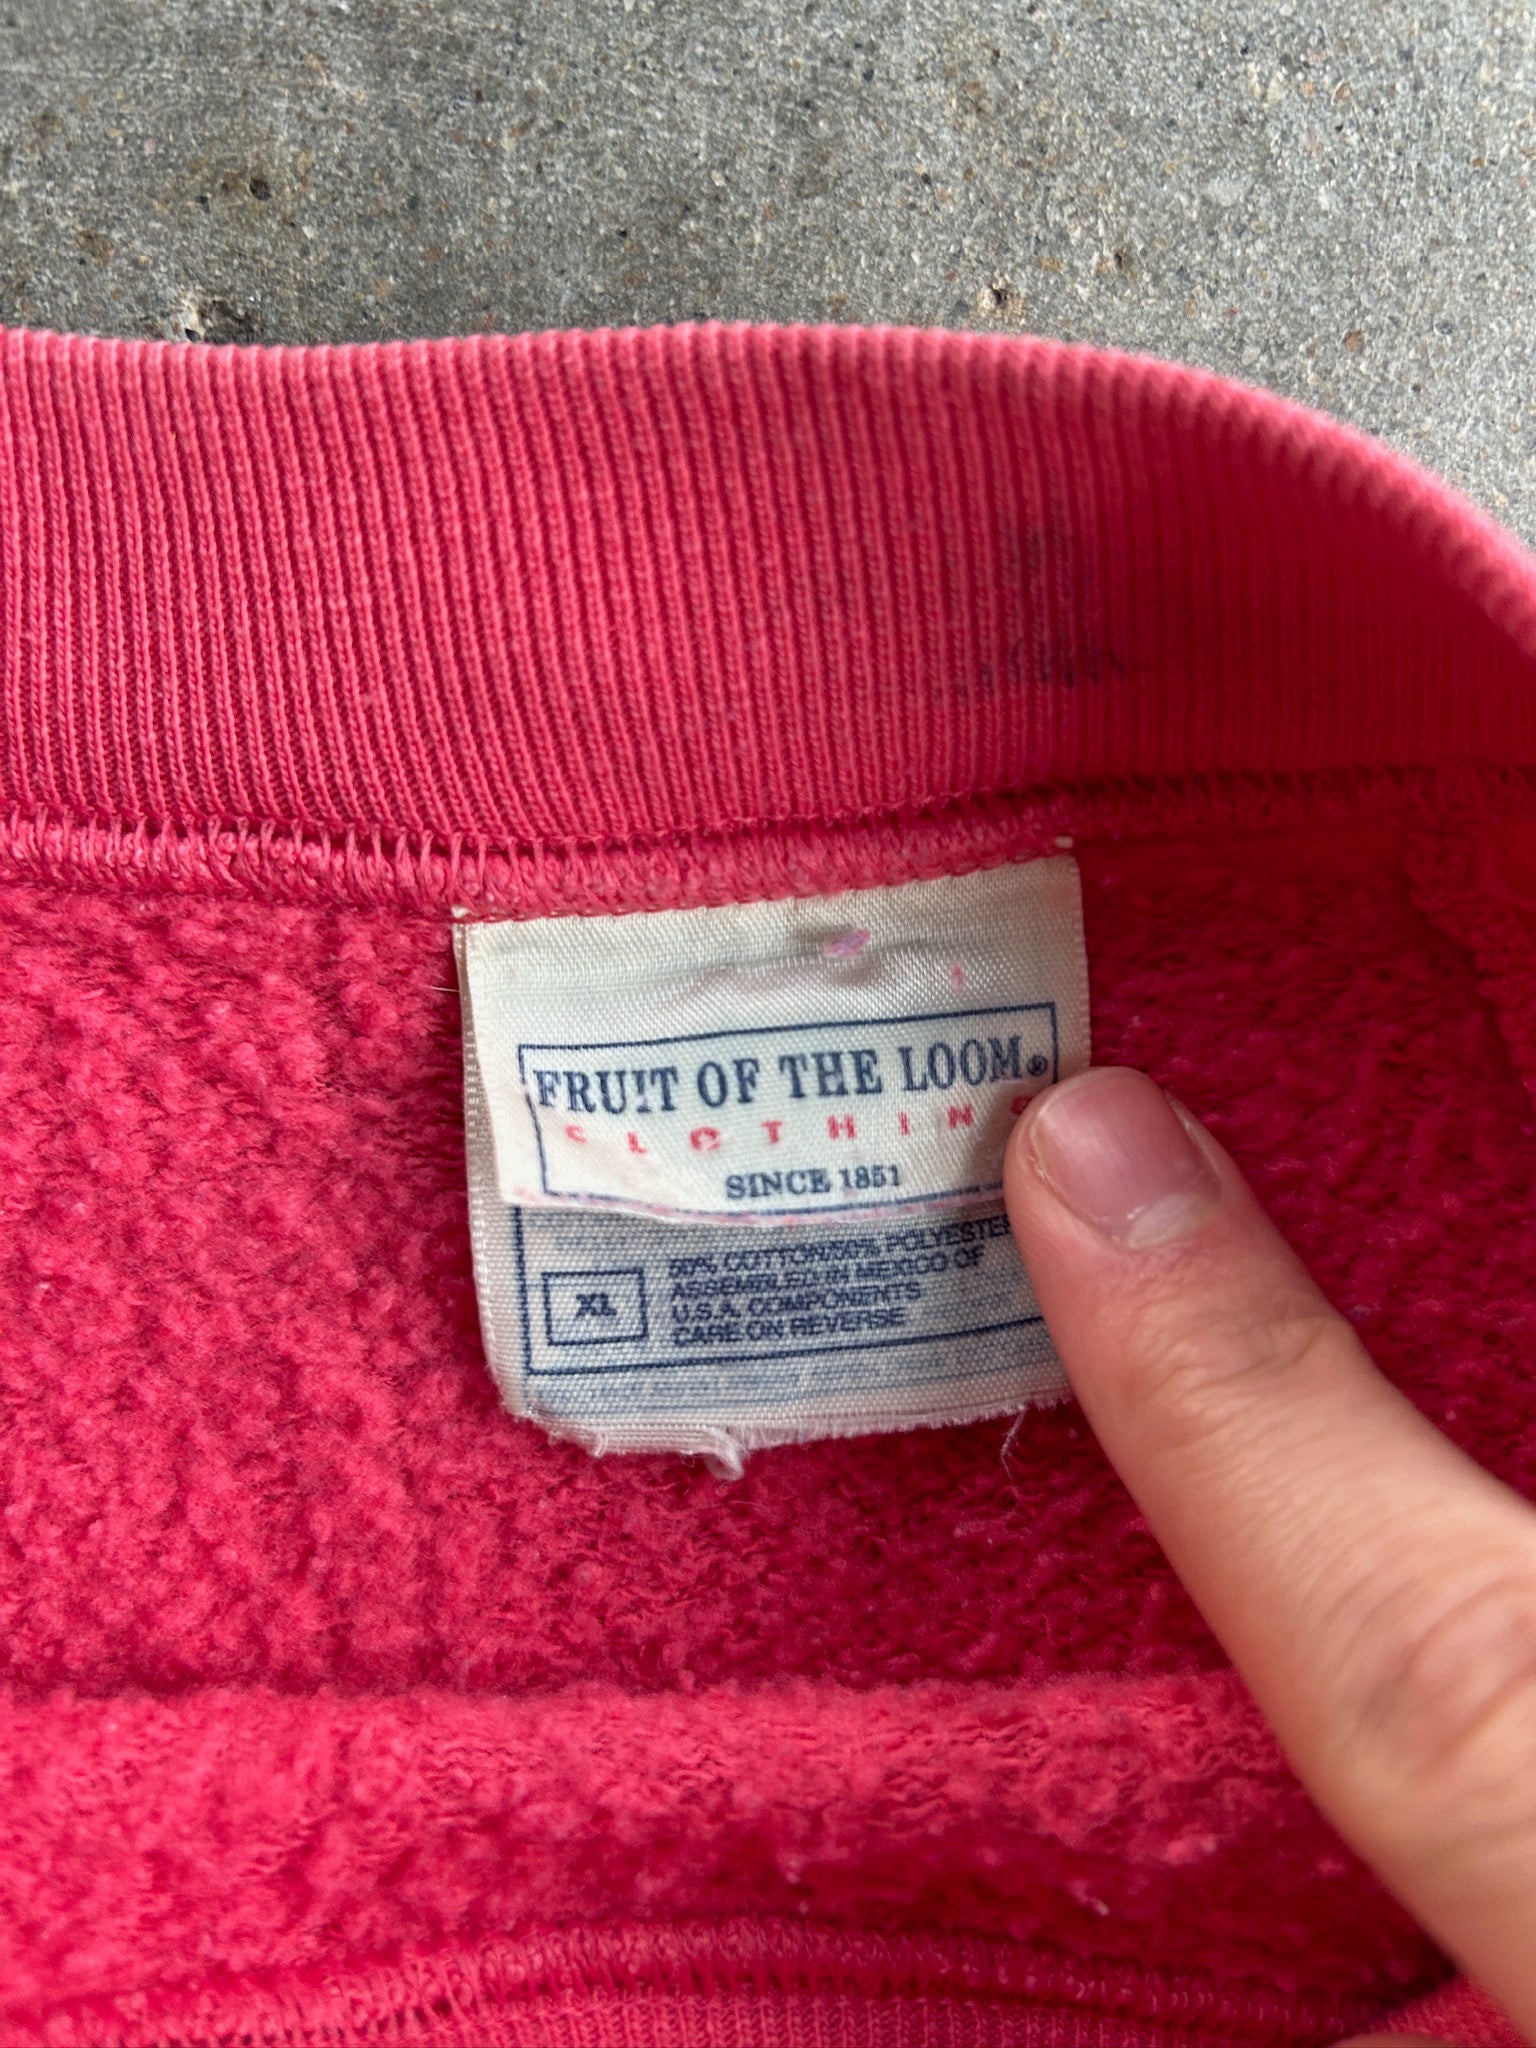 FRUIT OF THE LOOM®
CLOTHING
SINCE 1851
50% COTTON/50% POLYESTER
ASSEMBLED IN MEXICO OF
XL
U.S.A. COMPONENTS
CARE ON REVERSE